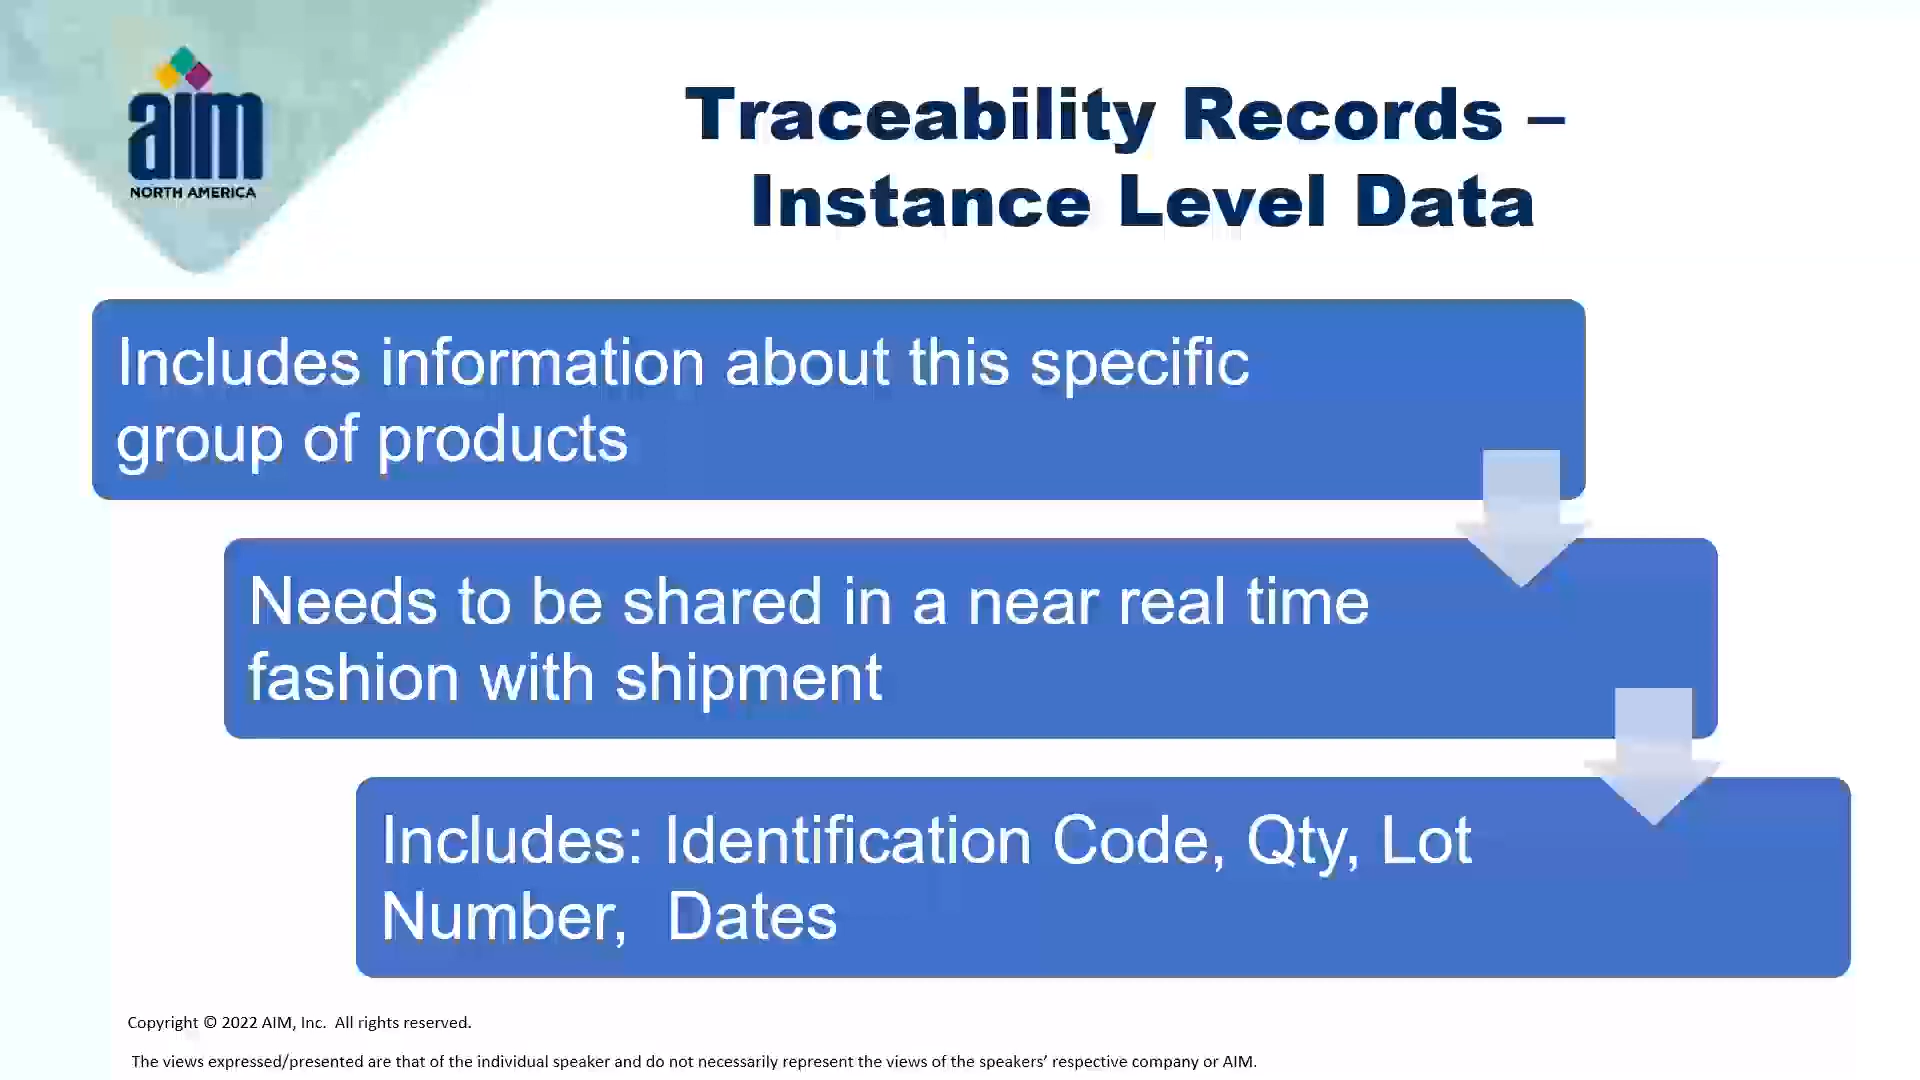 aim
NORTH AMERICA
Traceability Records –
Instance Level Data
Includes information about this specific
group of products
Needs to be shared in a near real time
fashion with shipment
Includes: Identification Code, Qty, Lot
Number,  Dates
Copyright © 2022 AIM, Inc.  All rights reserved.
The views expressed/presented are that of the individual speaker and do not necessarily represent the views of the speakers’ respective company or AIM.